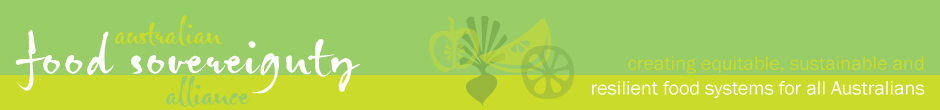 australian
food sovereignty
alliance
creating equitable, sustainable and
resilient food systems for all Australians